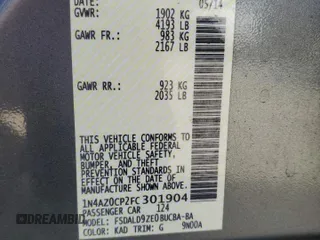 DATE: 05/14
GVWR: 1902 KG
4193 LB
GAWR FR.: 983 KG
2167 LB
GAWR RR.: 923 KG
2035 LB
THIS VEHICLE CONFORMS TO
ALL APPLICABLE FEDERAL
MOTOR VEHICLE SAFETY,
BUMPER, AND THEFT
PREVENTION STANDARDS IN
EFFECT ON THE DATE OF
MANUFACTURE SHOWN ABOVE.
1N4AZ0CP2FC301904
PASSENGER CAR 124
MODEL: FSDALD9ZE0BUCBA-BA
COLOR: KAD TRIM: G 9N00A